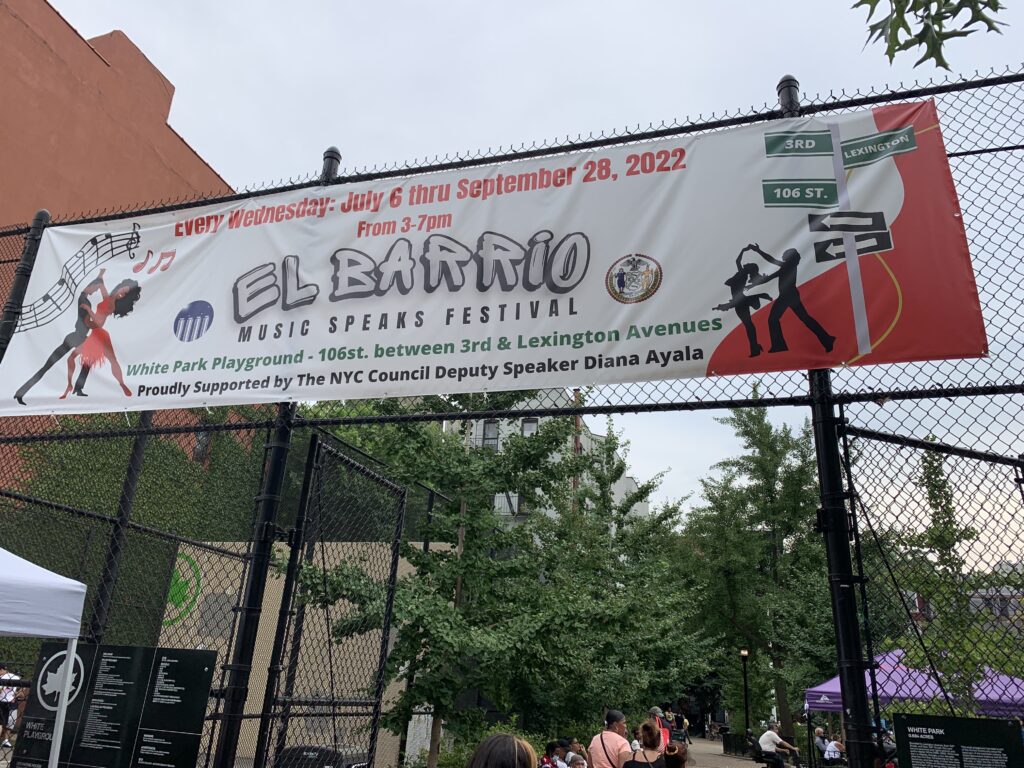 Every Wednesday: July 6 thru September 28, 2022
From 3-7pm
EL BARRIO
MUSIC SPEAKS FESTIVAL
White Park Playground - 106st. between 3rd & Lexington Avenues
Proudly Supported by The NYC Council Deputy Speaker Diana Ayala
3RD
LEXINGTON
106 ST.
WHITE
PLAYGROUND
WHITE PARK